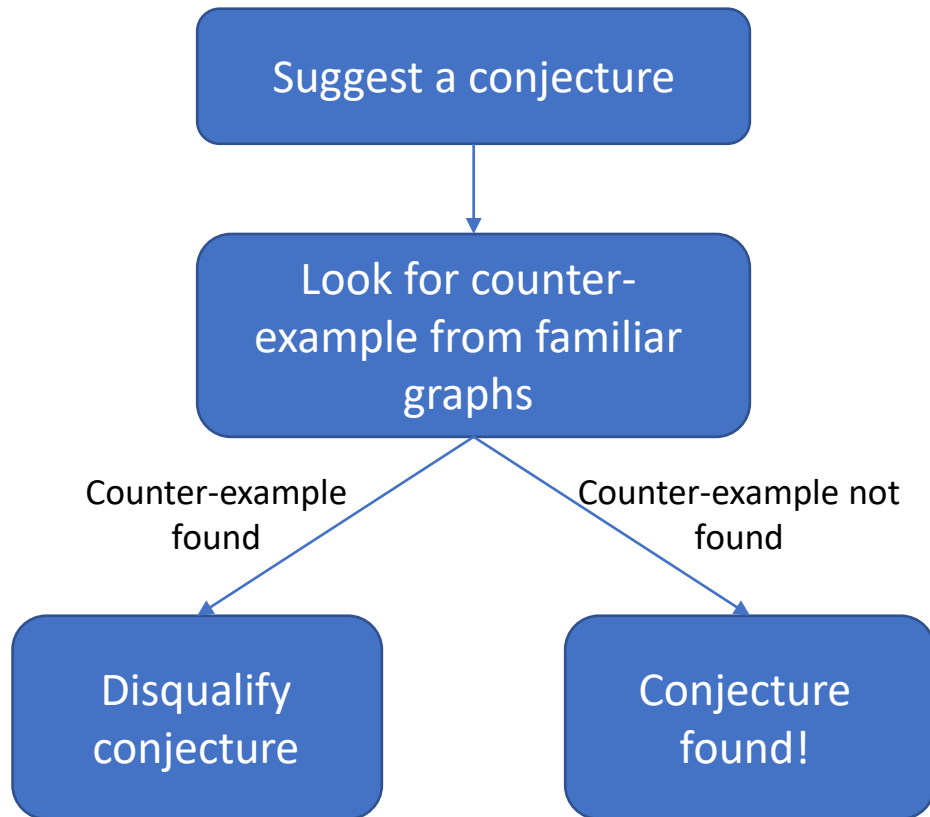 Suggest a conjecture
Look for counter-
example from familiar
graphs
Counter-example
found
Counter-example not
found
Disqualify
conjecture
Conjecture
found!